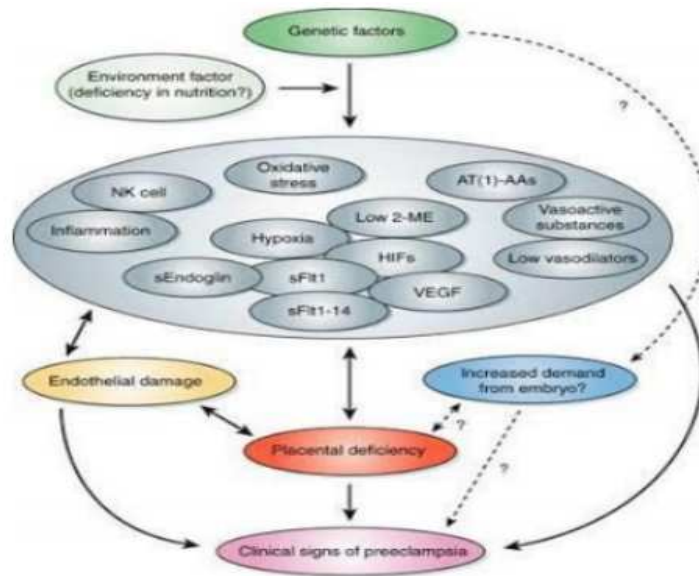 Genetic factors
Environment factor
(deficiency in nutrition?)
?
Oxidative
stress
AT(1)-AAs
NK cell
Low 2-ME
Vasoactive
substances
Inflammation
Hypoxia
HIFs
Low vasodilators
sEndoglin
sFlt1
VEGF
sFlt1-14
Endothelial damage
Increased demand
from embryo?
?
Placental deficiency
?
Clinical signs of preeclampsia